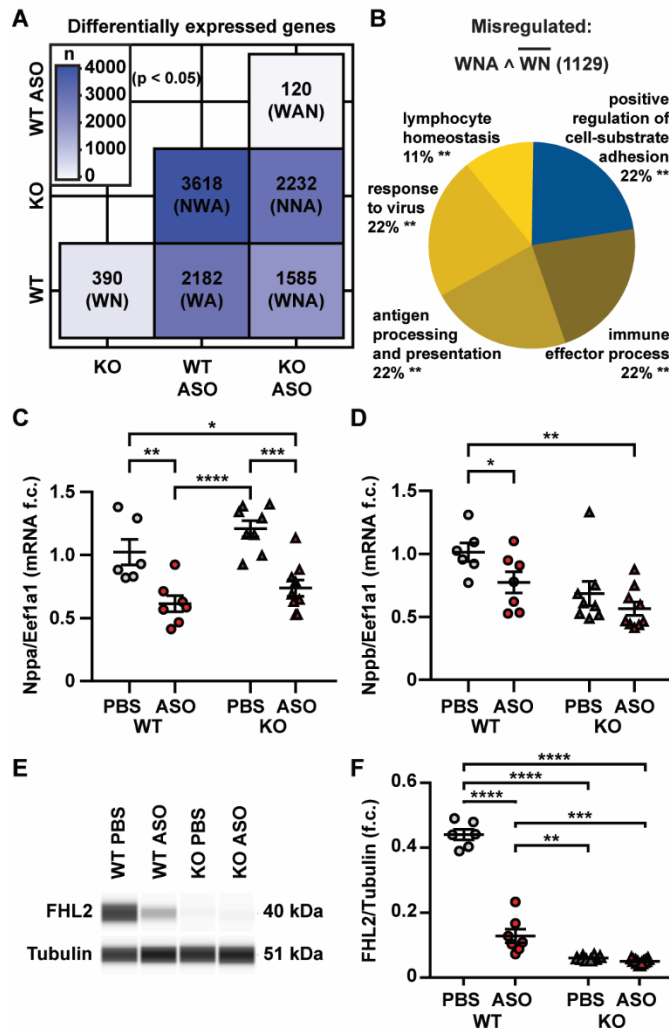 A
Differentially expressed genes
n
4000
3000
2000
1000
0
(p < 0.05)
WT ASO
KO
WT
120
(WAN)
3618
(NWA)
2232
(NNA)
390
(WN)
2182
(WA)
1585
(WNA)
KO
WT
ASO
KO
ASO
B
Misregulated:
WNA ∧ W̅N̅ (1129)
lymphocyte
homeostasis
11% **
positive
regulation of
cell-substrate
adhesion
22% **
response
to virus
22% **
antigen
processing
and presentation
22% **
immune
effector process
22% **
C
Nppa/Eef1a1 (mRNA f.c.)
1.5
1.0
0.5
0
*
**
***
****
PBS
ASO
PBS
ASO
WT
KO
D
Nppb/Eef1a1 (mRNA f.c.)
1.5
1.0
0.5
0
**
*
PBS
ASO
PBS
ASO
WT
KO
E
WT PBS
WT ASO
KO PBS
KO ASO
FHL2
40 kDa
Tubulin
51 kDa
F
FHL2/Tubulin (f.c.)
0.6
0.4
0.2
0
****
****
****
***
**
PBS
ASO
PBS
ASO
WT
KO